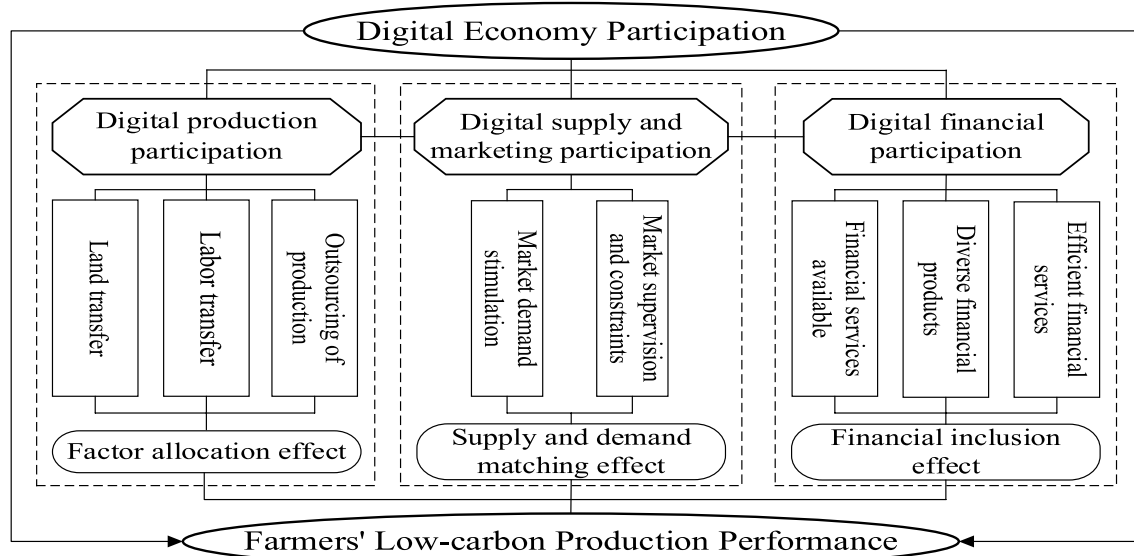 Digital Economy Participation
Digital production
participation
Digital supply and
marketing participation
Digital financial
participation
Land transfer
Labor transfer
Outsourcing of
production
Market demand
stimulation
Market supervision
and constraints
Financial services
available
Diverse financial
products
Efficient financial
services
Factor allocation effect
Supply and demand
matching effect
Financial inclusion
effect
Farmers' Low-carbon Production Performance